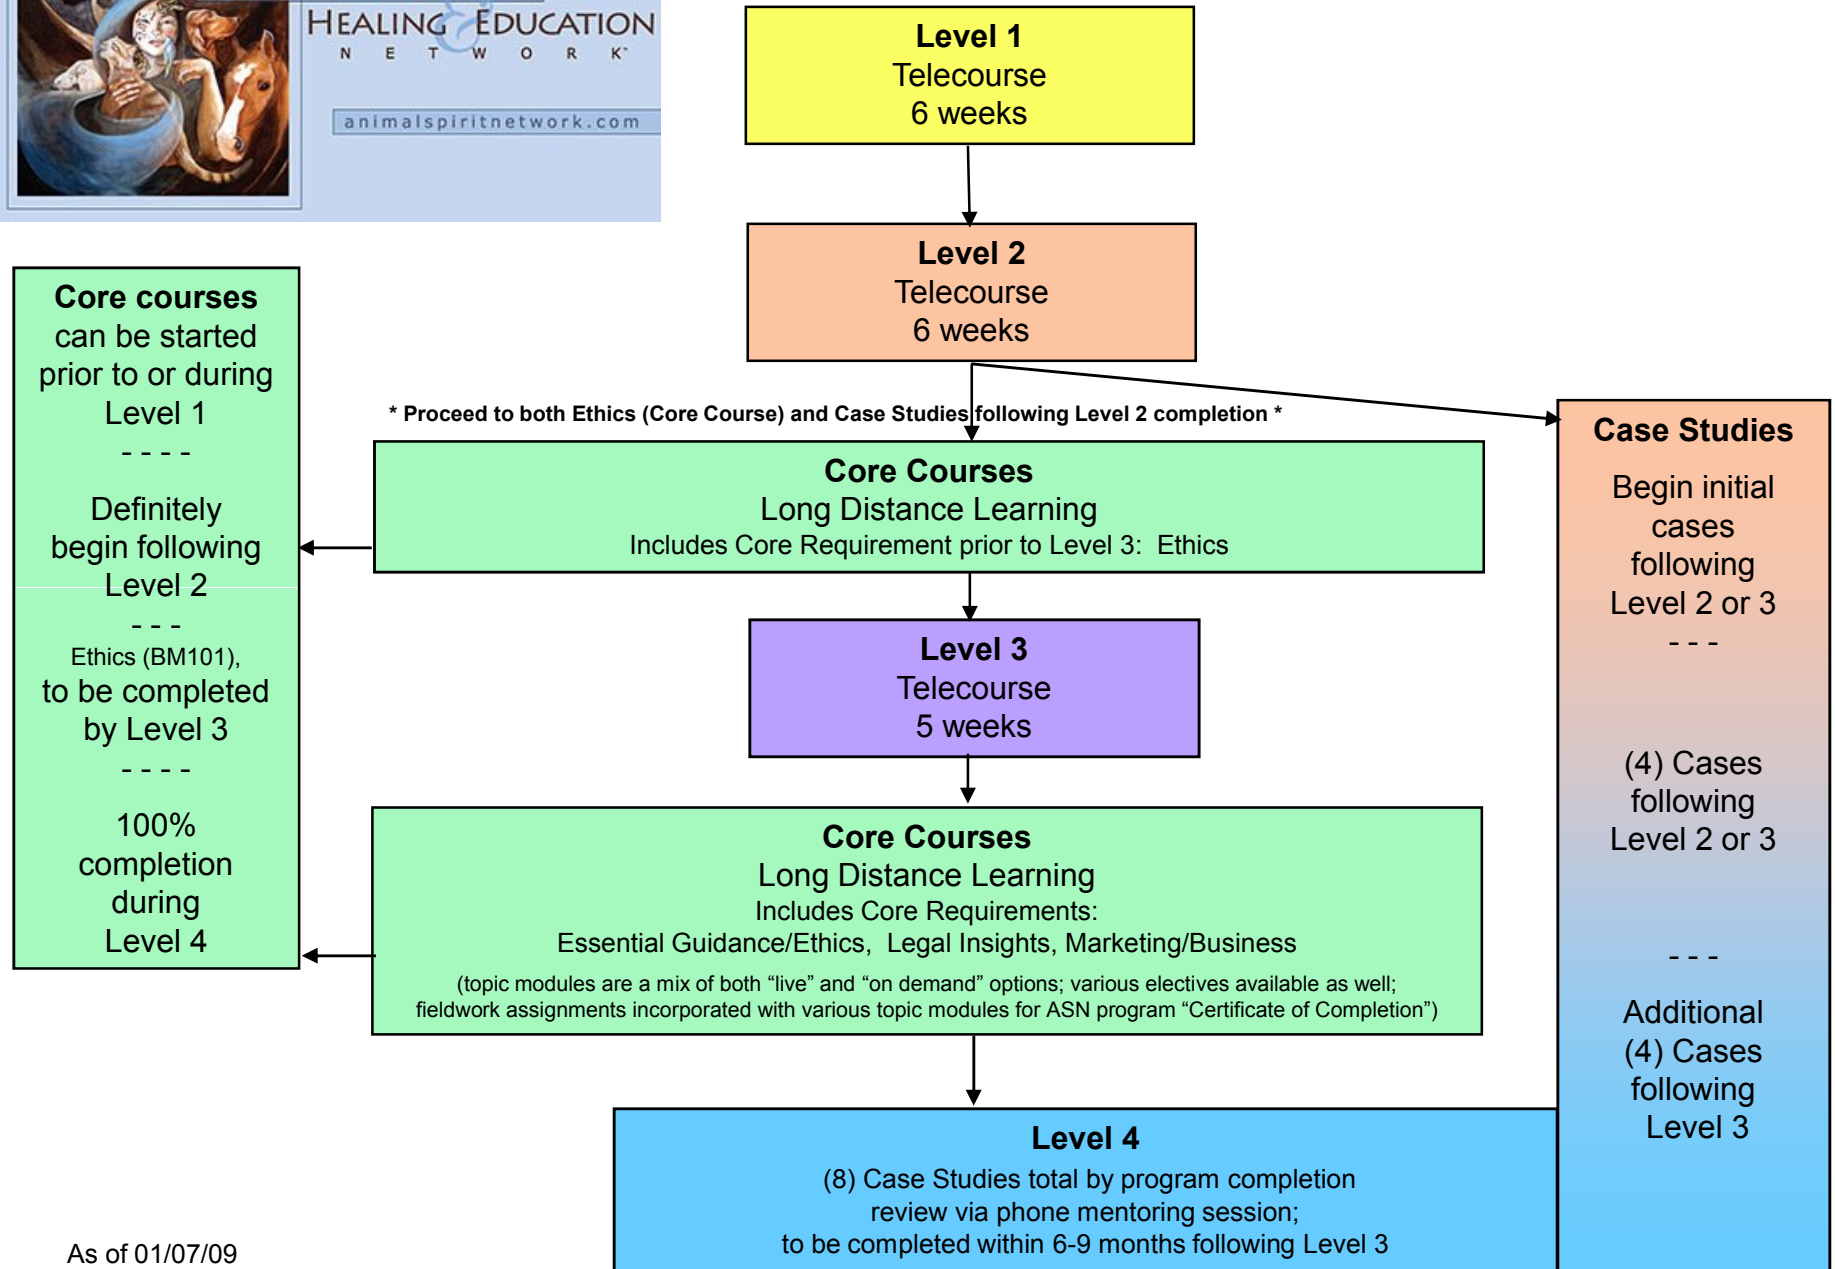 HEALING & EDUCATION
NETWORK™
animalspiritnetwork.com
Level 1
Telecourse
6 weeks
Level 2
Telecourse
6 weeks
Core courses
can be started
prior to or during
Level 1
- - - -
Definitely
begin following
Level 2
- - -
Ethics (BM101),
to be completed
by Level 3
- - - -
100%
completion
during
Level 4
* Proceed to both Ethics (Core Course) and Case Studies following Level 2 completion *
Core Courses
Long Distance Learning
Includes Core Requirement prior to Level 3: Ethics
Level 3
Telecourse
5 weeks
Core Courses
Long Distance Learning
Includes Core Requirements:
Essential Guidance/Ethics, Legal Insights, Marketing/Business
(topic modules are a mix of both “live” and “on demand” options; various electives available as well;
fieldwork assignments incorporated with various topic modules for ASN program “Certificate of Completion”)
Case Studies
Begin initial
cases
following
Level 2 or 3
- - -
(4) Cases
following
Level 2 or 3
- - -
Additional
(4) Cases
following
Level 3
Level 4
(8) Case Studies total by program completion
review via phone mentoring session;
to be completed within 6-9 months following Level 3
As of 01/07/09